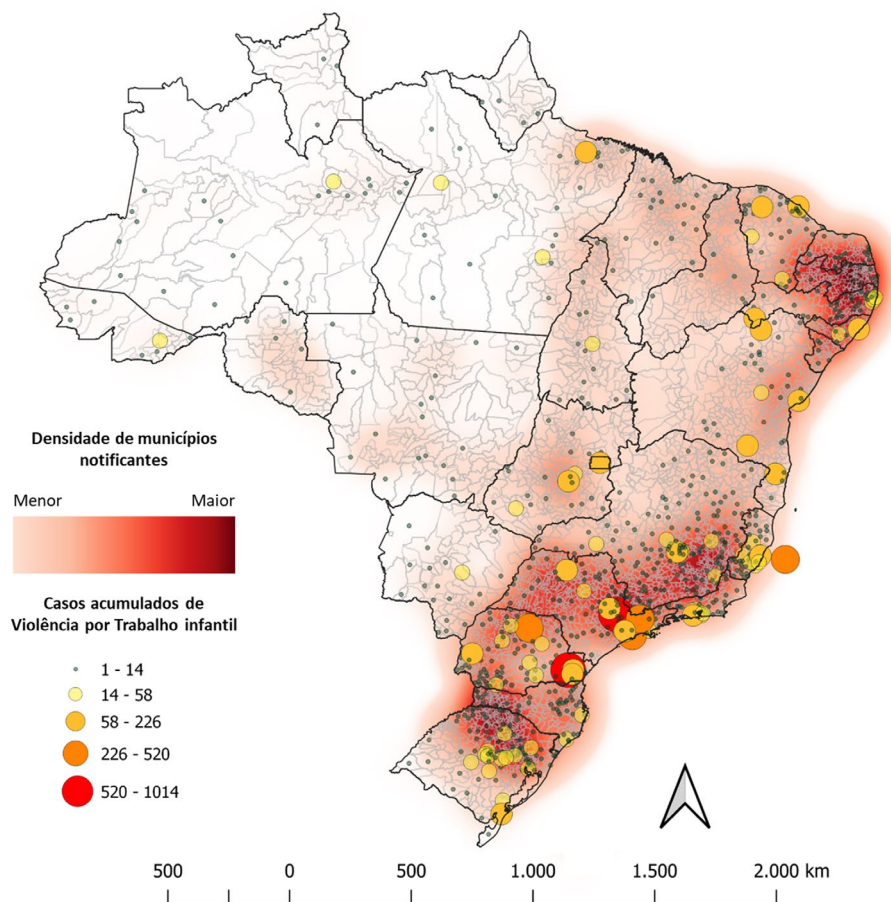 Densidade de municípios
notificantes
Menor Maior
Casos acumulados de
Violência por Trabalho infantil
1 - 14
14 - 58
58 - 226
226 - 520
520 - 1014
500 0 500 1.000 1.500 2.000 km